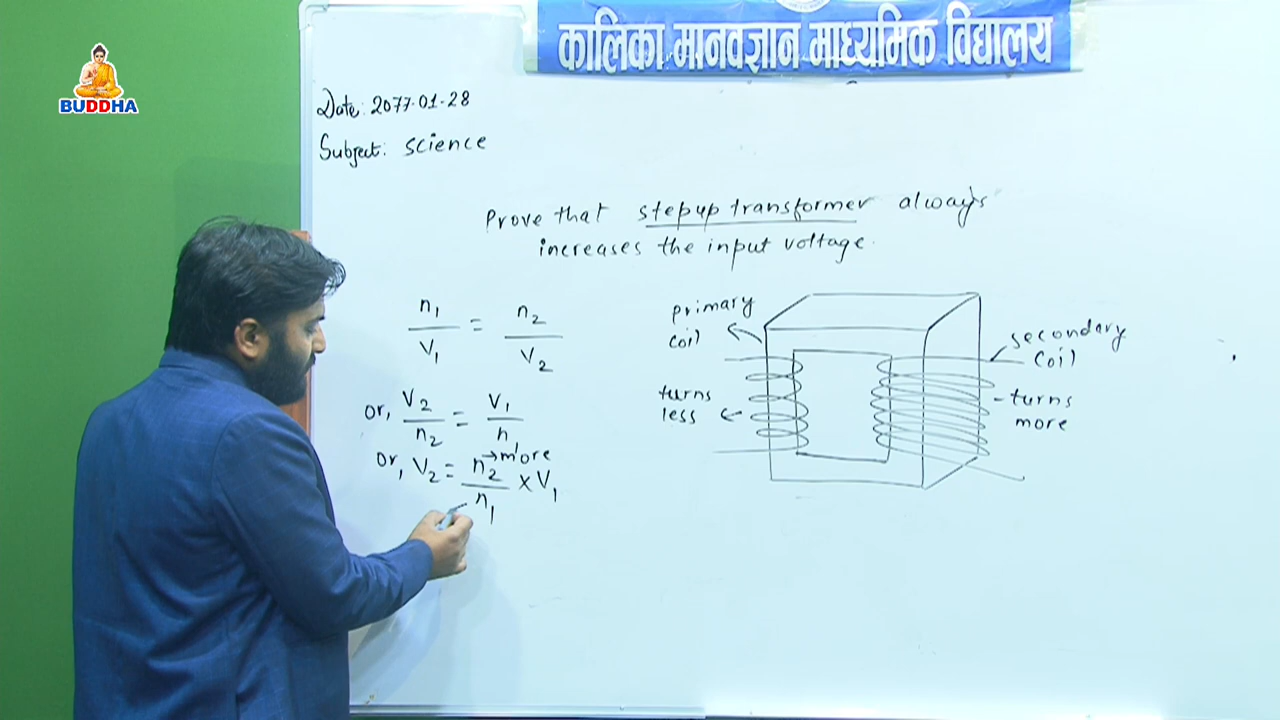 कालिका मानवज्ञान माध्यमिक विद्यालय
BUDDHA
Date: 2077-01-28
Subject: science
Prove that stepup transformer always
increases the input voltage.
n₁/V₁ = n₂/V₂
or, V₂/n₂ = V₁/n₁
or, V₂ = n₂→more/n₁ × V₁
primary
coil
turns
less
secondary
coil
turns
more